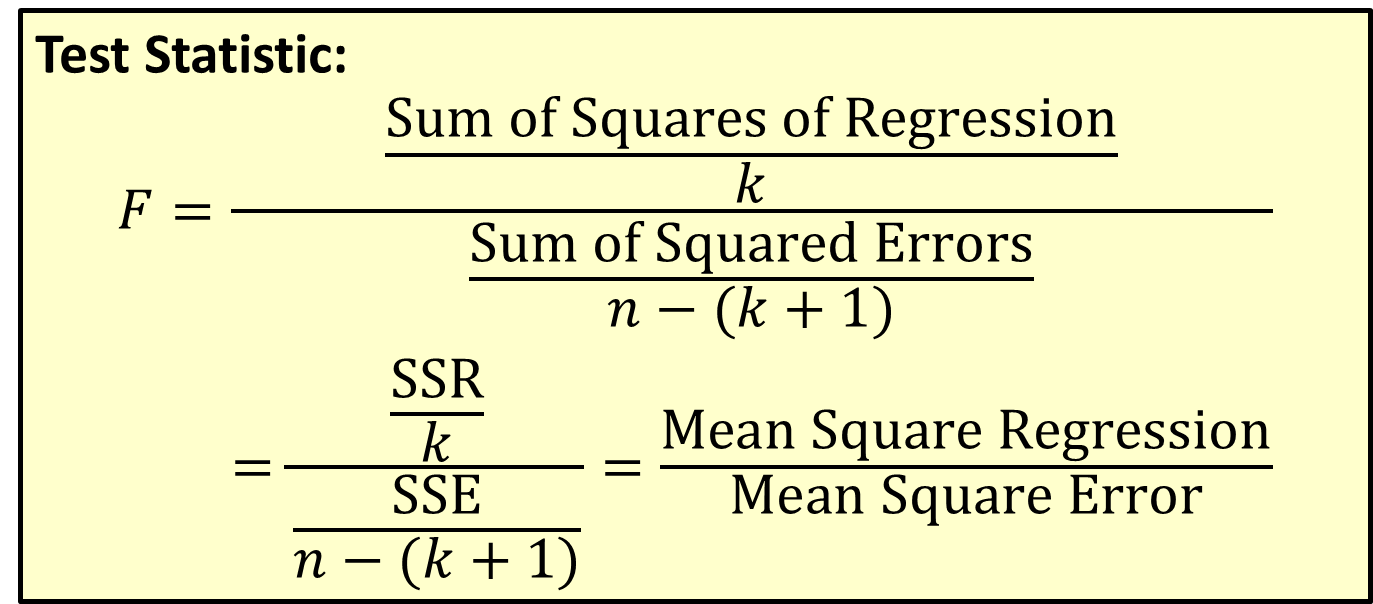 Test Statistic:
Sum of Squares of Regression
k
F =
Sum of Squared Errors
n − (k + 1)
SSR
k
=
SSE
n − (k + 1)
=
Mean Square Regression
Mean Square Error